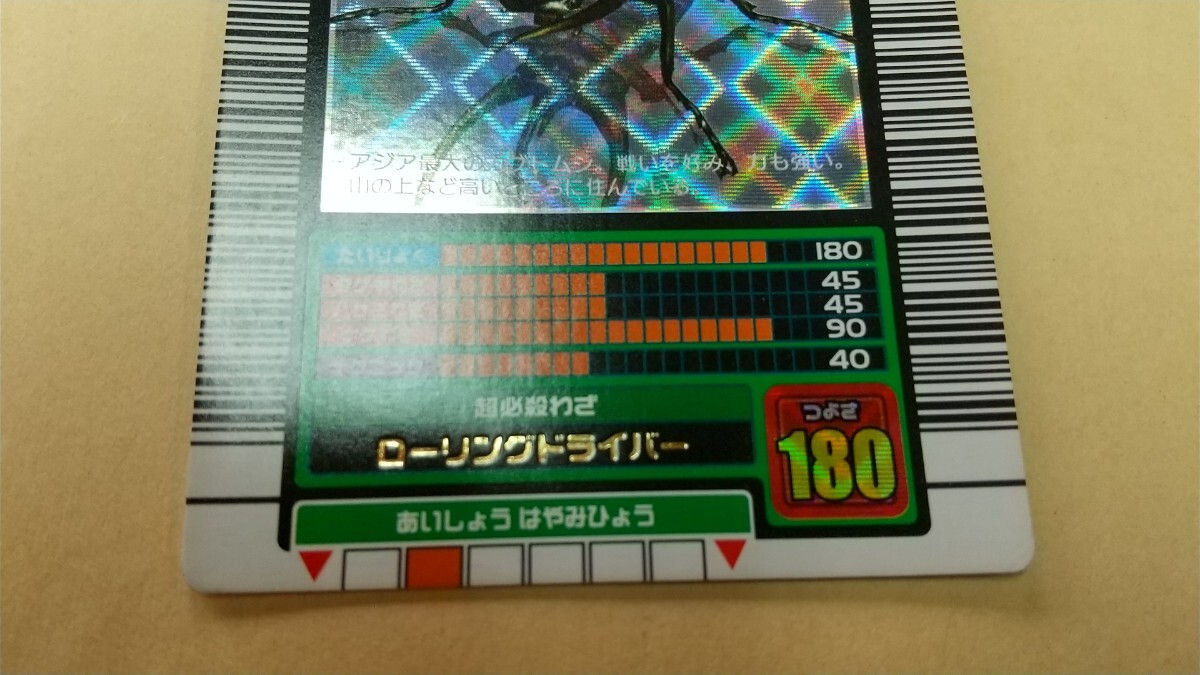 アジア最大のカブトムシ。戦いを好み、力も強い。
山の上など高いところに住んでいる。
たいりょく 180
45
45
90
40
超必殺わざ
ローリングドライバー
つよさ
180
あいしょう はやみひょう